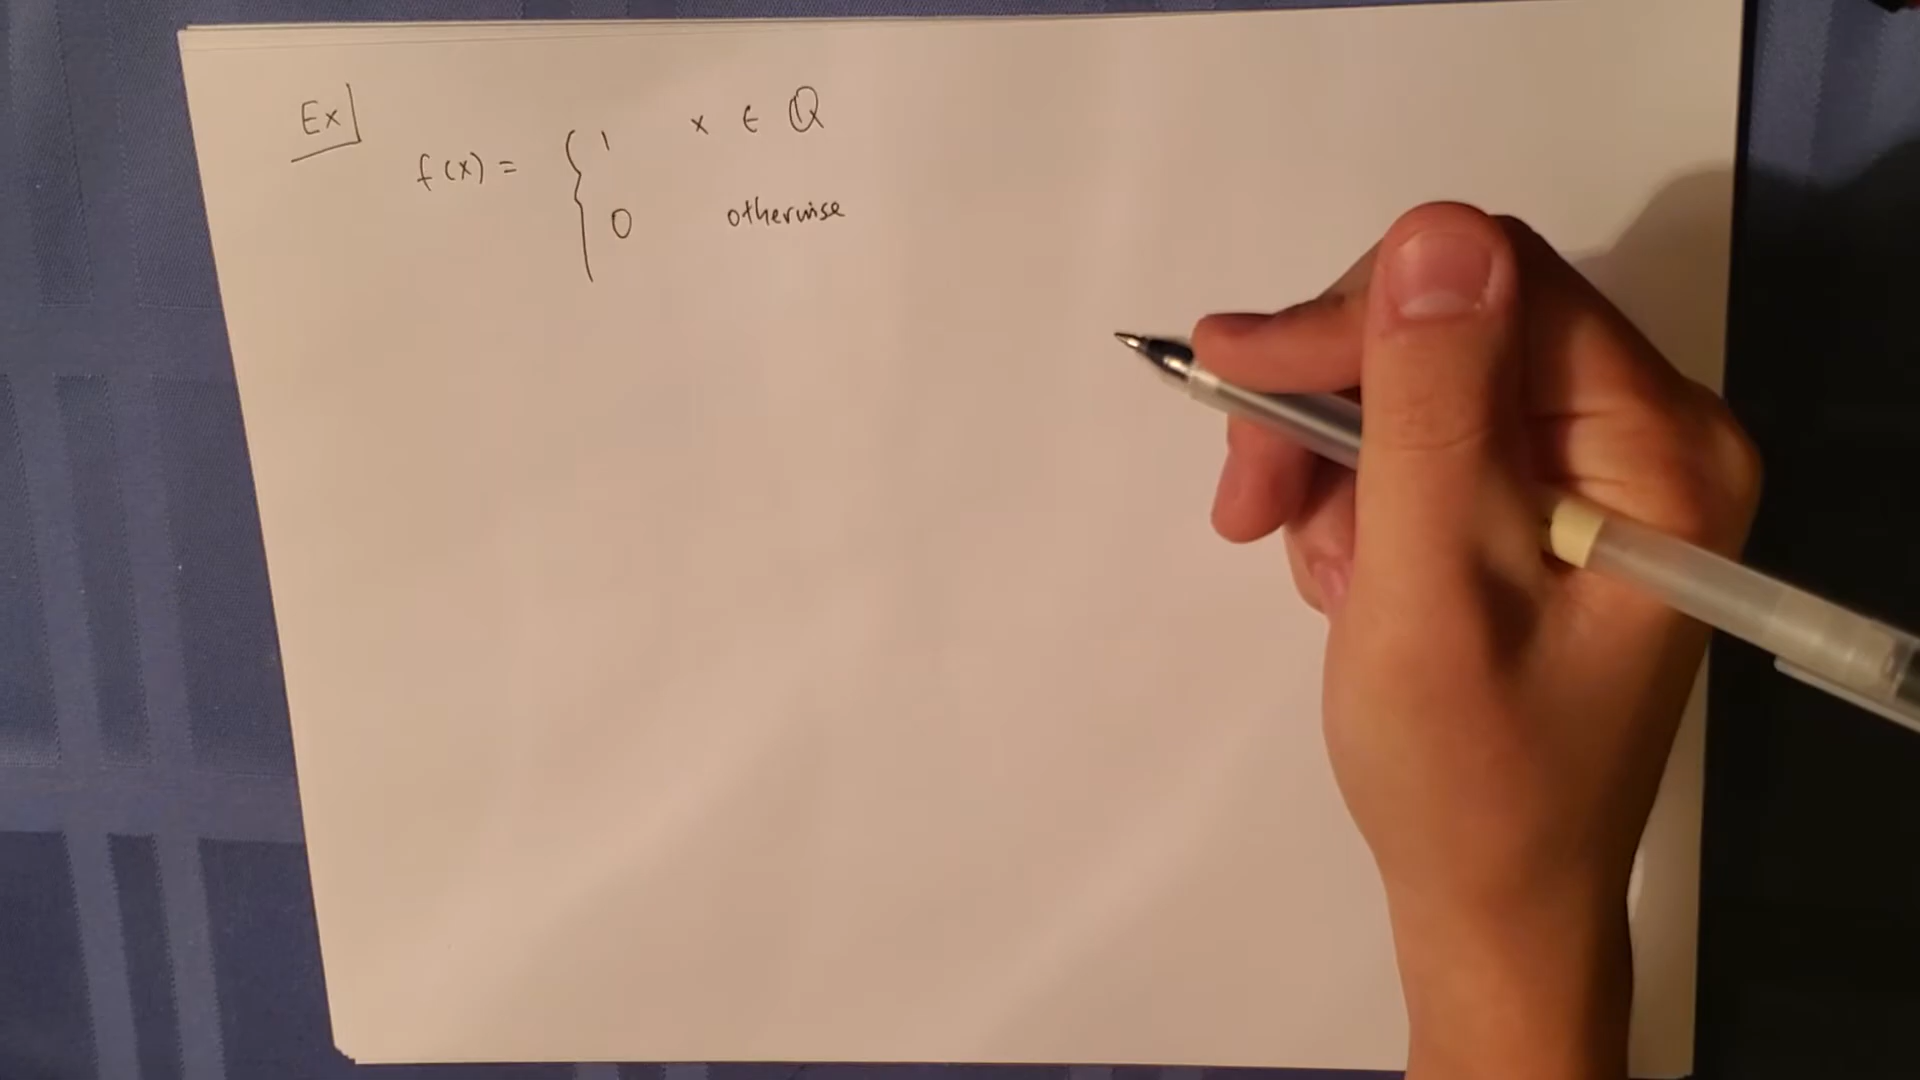 Ex
f(x) = { 1 x ∈ ℚ
0 otherwise